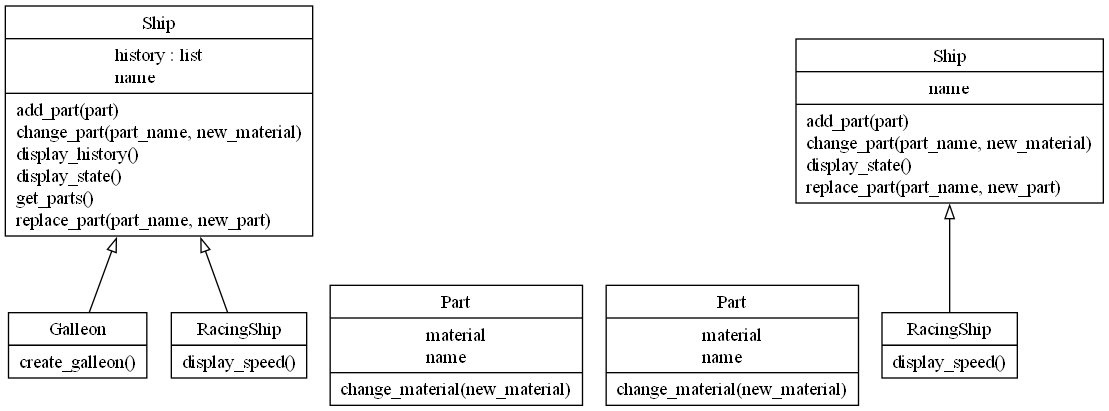 Ship
history : list
name
add_part(part)
change_part(part_name, new_material)
display_history()
display_state()
get_parts()
replace_part(part_name, new_part)
Ship
name
add_part(part)
change_part(part_name, new_material)
display_state()
replace_part(part_name, new_part)
Galleon
create_galleon()
RacingShip
display_speed()
Part
material
name
change_material(new_material)
Part
material
name
change_material(new_material)
RacingShip
display_speed()